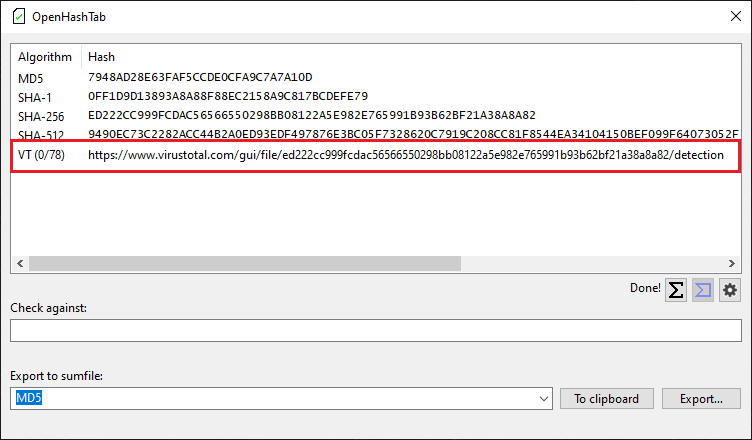 OpenHashTab
Algorithm Hash
MD5 7948AD28E63FAF5CCDE0CFA9C7A7A10D
SHA-1 0FF1D9D13893A8A88F88EC2158A9C817BCDEFE79
SHA-256 ED222CC999FCDAC56566550298BB08122A5E982E765991B93B62BF21A38A8A82
SHA-512 9490EC73C2282ACC44B2A0ED93EDF497876E3BC05F7328620C7919C208CC81F8544EA34104150BEF099F64073052F
VT (0/78) https://www.virustotal.com/gui/file/ed222cc999fcdac56566550298bb08122a5e982e765991b93b62bf21a38a8a82/detection
Done!
Check against:
Export to sumfile:
MD5 To clipboard Export...